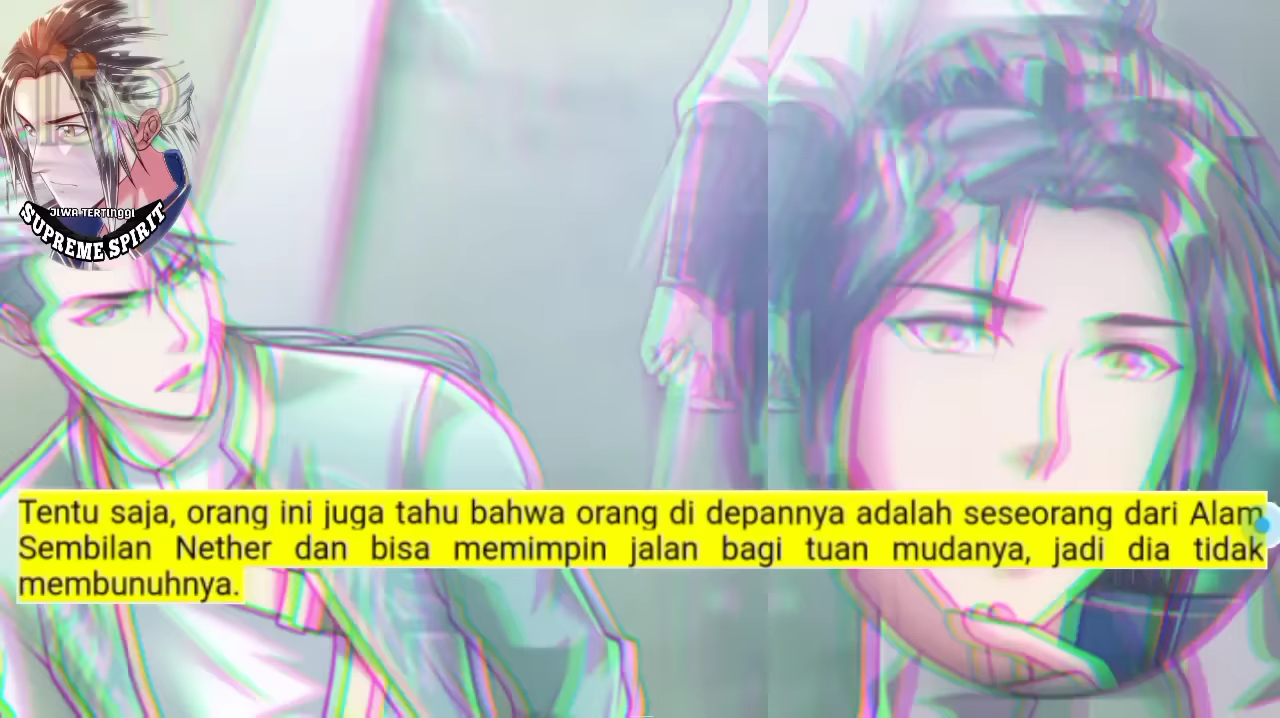 JIWA TERTINGGI
SUPREME SPIRIT
Tentu saja, orang ini juga tahu bahwa orang di depannya adalah seseorang dari Alam
Sembilan Nether dan bisa memimpin jalan bagi tuan mudanya, jadi dia tidak
membunuhnya.